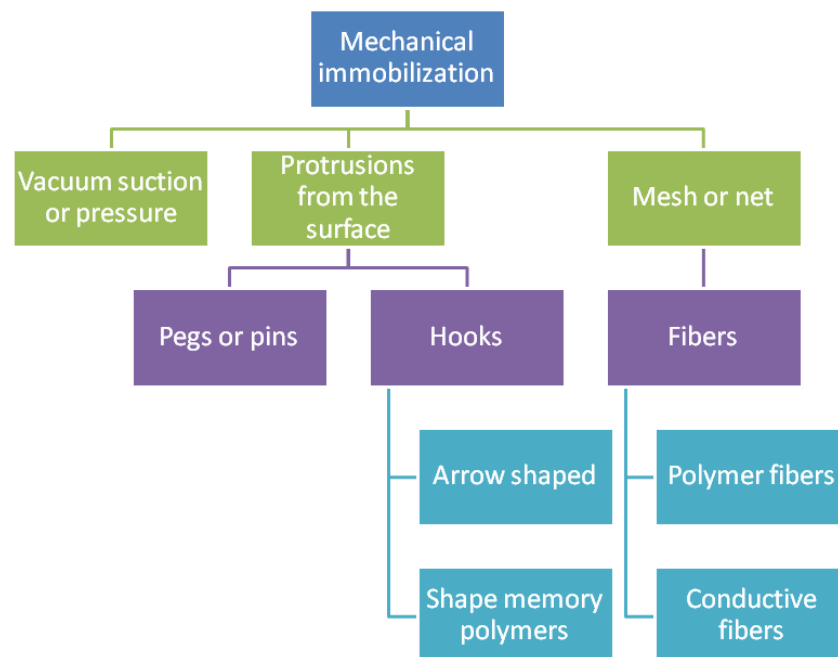 Mechanical
immobilization
Vacuum suction
or pressure
Protrusions
from the
surface
Mesh or net
Pegs or pins
Hooks
Fibers
Arrow shaped
Polymer fibers
Shape memory
polymers
Conductive
fibers